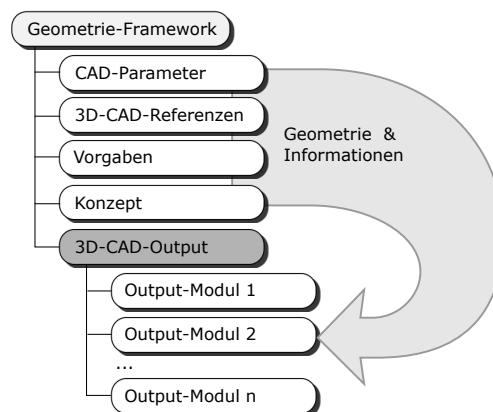 Geometrie-Framework
CAD-Parameter
3D-CAD-Referenzen
Vorgaben
Konzept
3D-CAD-Output
Output-Modul 1
Output-Modul 2
...
Output-Modul n
Geometrie &
Informationen